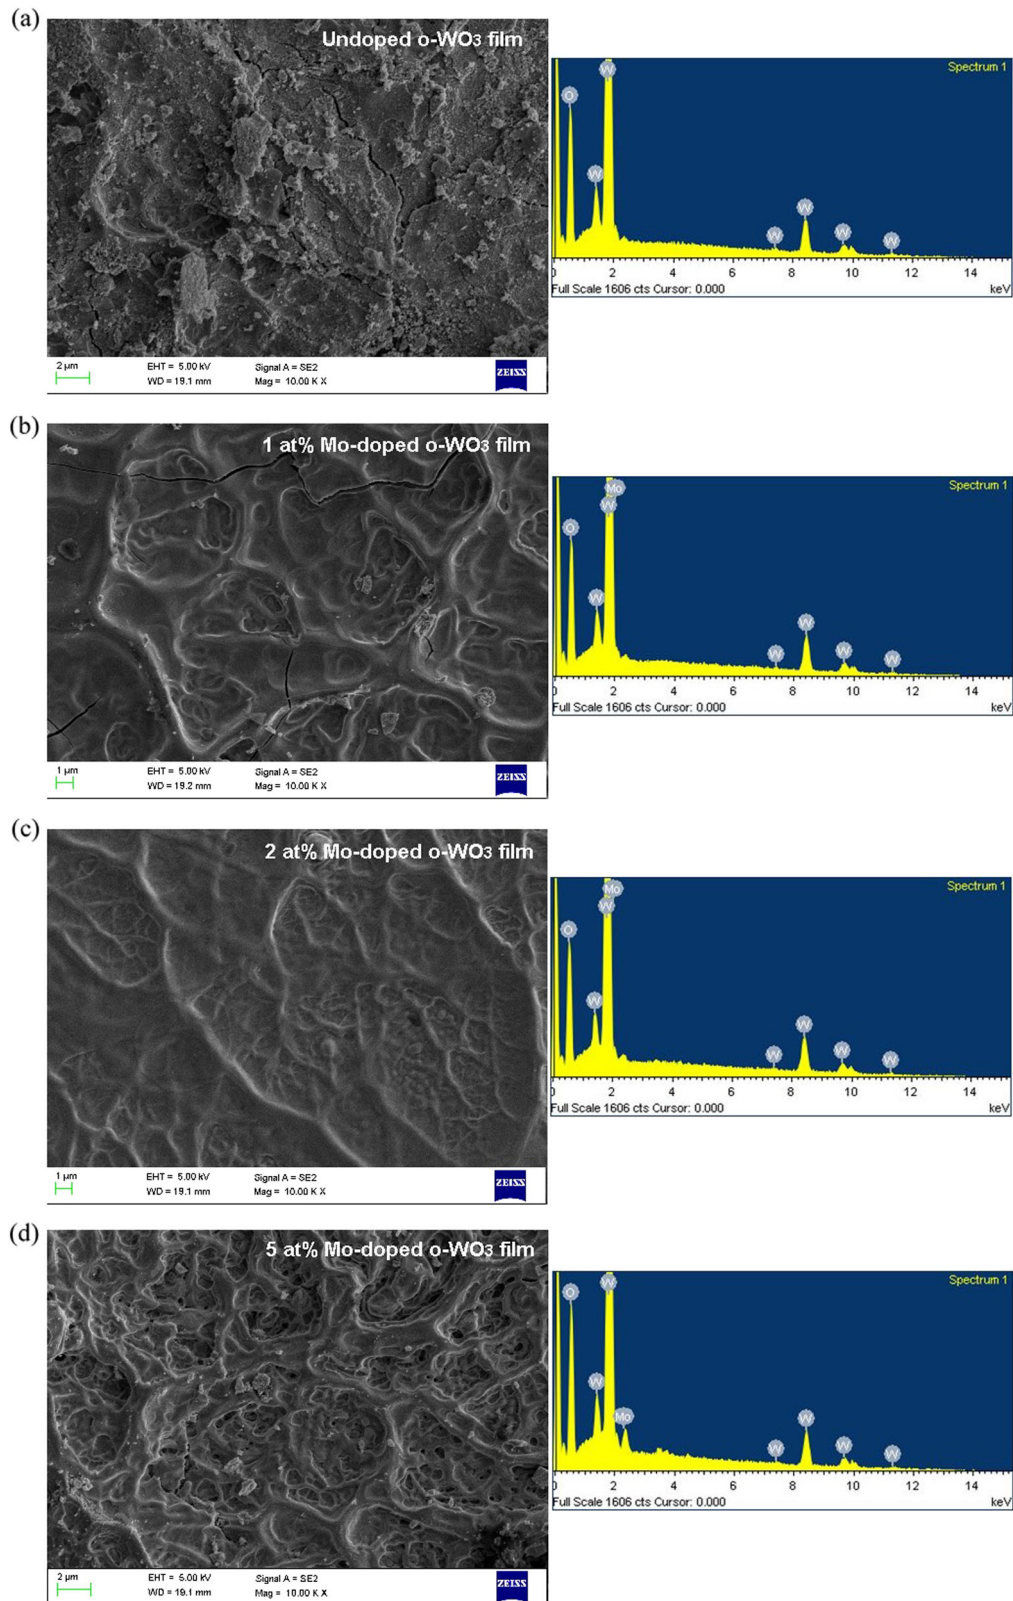 (a)
Undoped o-WO3 film
2 µm
EHT = 5.00 kV
Signal A = SE2
WD = 19.1 mm
Mag = 10.00 K X
ZEISS
Spectrum 1
O
W
W
W
W
W
W
0 2 4 6 8 10 12 14
Full Scale 1606 cts Cursor: 0.000
keV
(b)
1 at% Mo-doped o-WO3 film
1 µm
EHT = 5.00 kV
Signal A = SE2
WD = 19.2 mm
Mag = 10.00 K X
ZEISS
Spectrum 1
Mo
W
O
W
W
W
W
W
0 2 4 6 8 10 12 14
Full Scale 1606 cts Cursor: 0.000
keV
(c)
2 at% Mo-doped o-WO3 film
1 µm
EHT = 5.00 kV
Signal A = SE2
WD = 19.1 mm
Mag = 10.00 K X
ZEISS
Spectrum 1
Mo
W
O
W
W
W
W
W
0 2 4 6 8 10 12 14
Full Scale 1606 cts Cursor: 0.000
keV
(d)
5 at% Mo-doped o-WO3 film
2 µm
EHT = 5.00 kV
Signal A = SE2
WD = 19.1 mm
Mag = 10.00 K X
ZEISS
Spectrum 1
W
O
W
Mo
W
W
W
W
0 2 4 6 8 10 12 14
Full Scale 1606 cts Cursor: 0.000
keV